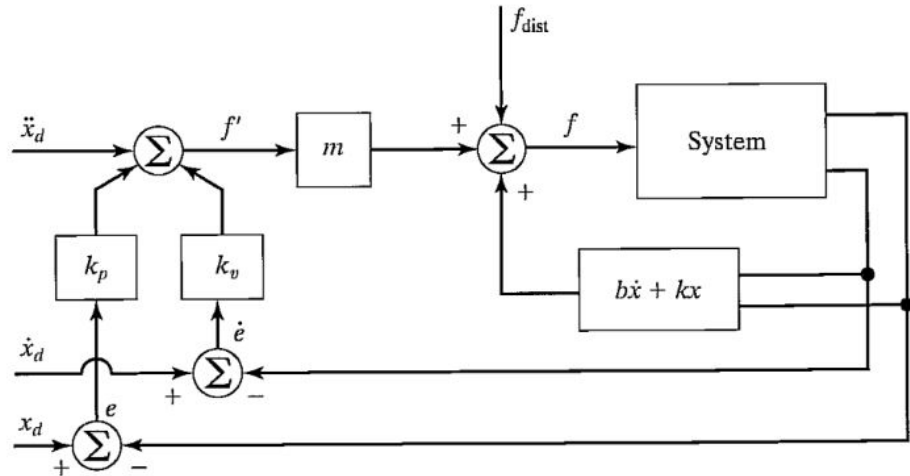 f_dist
ẍ_d
Σ
f'
m
+
Σ
f
System
+
k_p
k_v
bẋ + kx
ė
ẋ_d
+
Σ
−
e
x_d
+
Σ
−